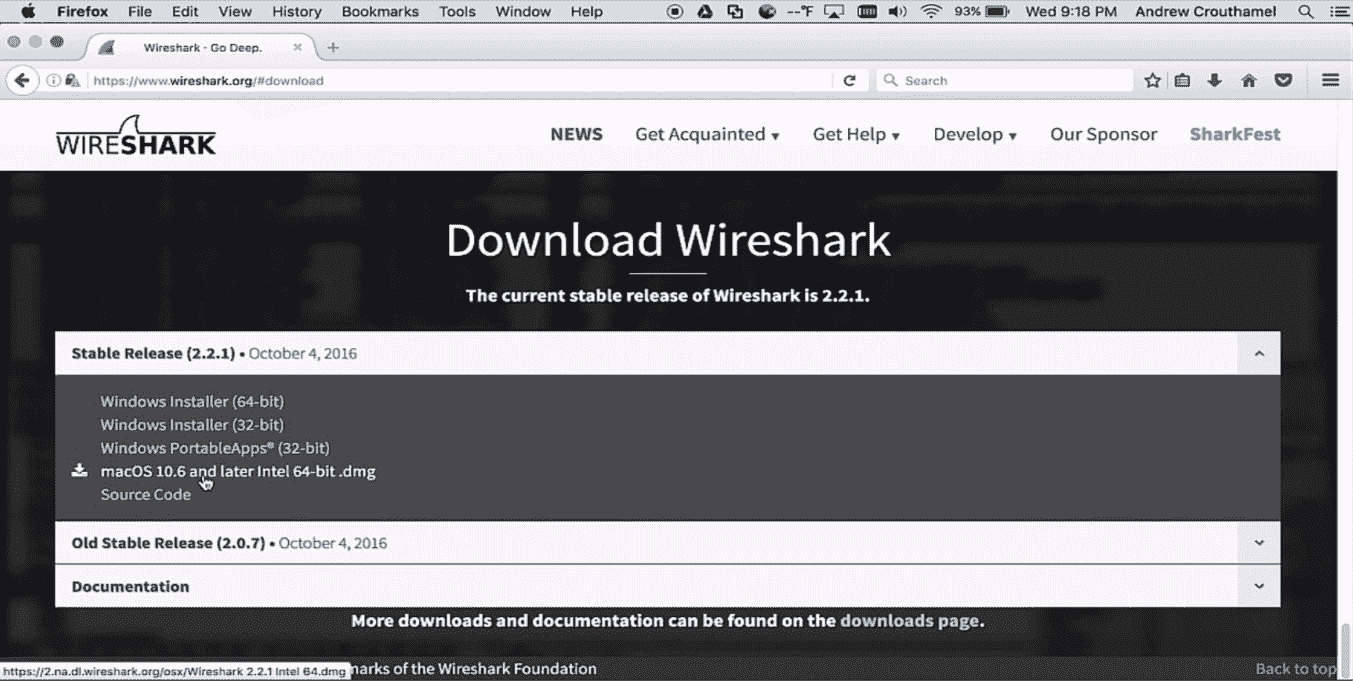 Firefox File Edit View History Bookmarks Tools Window Help --°F 93% Wed 9:18 PM Andrew Crouthamel
Wireshark · Go Deep.
https://www.wireshark.org/#download Search
WIRESHARK NEWS Get Acquainted Get Help Develop Our Sponsor SharkFest
Download Wireshark
The current stable release of Wireshark is 2.2.1.
Stable Release (2.2.1) • October 4, 2016
Windows Installer (64-bit)
Windows Installer (32-bit)
Windows PortableApps® (32-bit)
macOS 10.6 and later Intel 64-bit .dmg
Source Code
Old Stable Release (2.0.7) • October 4, 2016
Documentation
More downloads and documentation can be found on the downloads page.
https://2.na.dl.wireshark.org/osx/Wireshark 2.2.1 Intel 64.dmg marks of the Wireshark Foundation Back to top